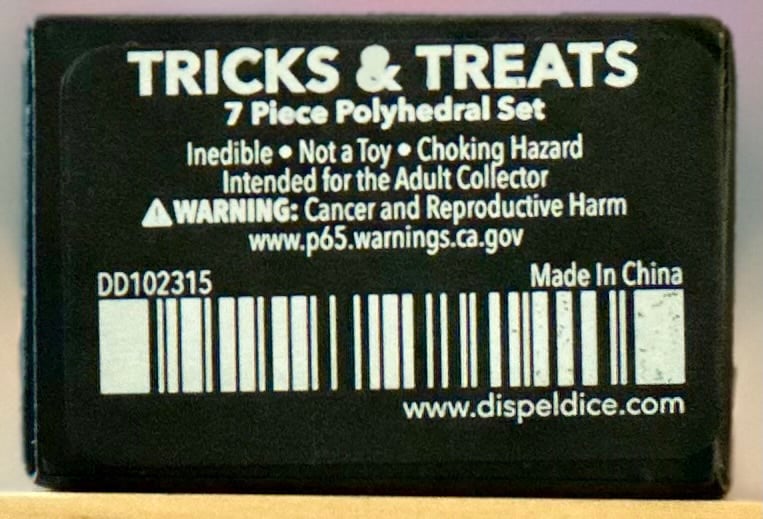 TRICKS & TREATS
7 Piece Polyhedral Set
Inedible • Not a Toy • Choking Hazard
Intended for the Adult Collector
⚠WARNING: Cancer and Reproductive Harm
www.p65.warnings.ca.gov
DD102315
Made In China
www.dispeldice.com